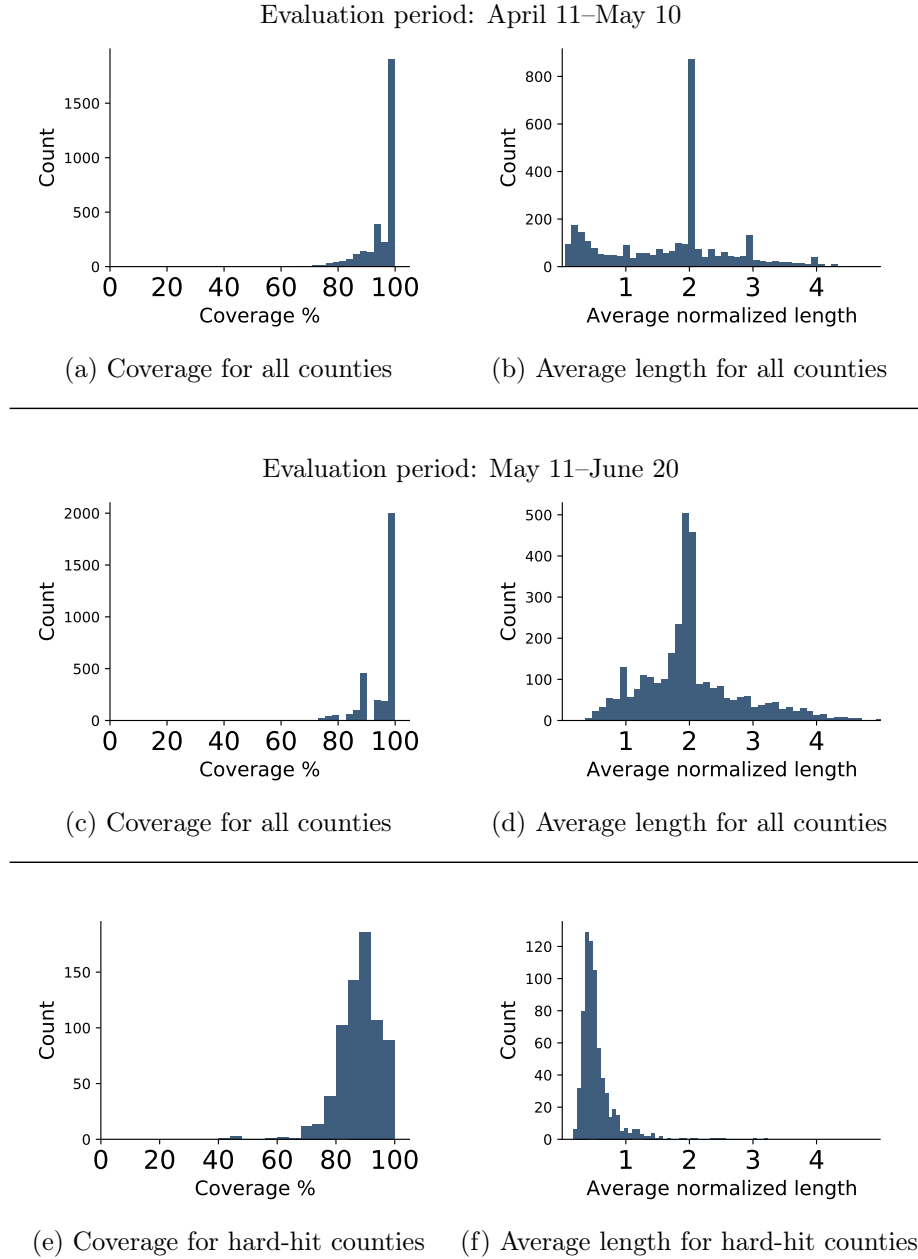 Evaluation period: April 11–May 10
Count
1500
1000
500
0
0 20 40 60 80 100
Coverage %
(a) Coverage for all counties
Count
800
600
400
200
0
1 2 3 4
Average normalized length
(b) Average length for all counties
Evaluation period: May 11–June 20
Count
2000
1500
1000
500
0
0 20 40 60 80 100
Coverage %
(c) Coverage for all counties
Count
500
400
300
200
100
0
1 2 3 4
Average normalized length
(d) Average length for all counties
Count
150
100
50
0
0 20 40 60 80 100
Coverage %
(e) Coverage for hard-hit counties
Count
120
100
80
60
40
20
0
1 2 3 4
Average normalized length
(f) Average length for hard-hit counties